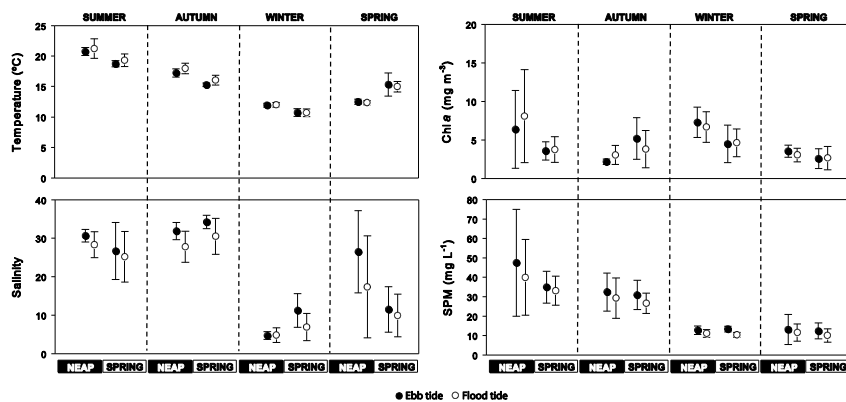 SUMMER AUTUMN WINTER SPRING
25
20
15
10
5
0
Temperature (ºC)
40
30
20
10
0
Salinity
NEAP SPRING NEAP SPRING NEAP SPRING NEAP SPRING
SUMMER AUTUMN WINTER SPRING
20
15
10
5
0
Chl a (mg m-3)
80
70
60
50
40
30
20
10
0
SPM (mg L-1)
NEAP SPRING NEAP SPRING NEAP SPRING NEAP SPRING
Ebb tide Flood tide